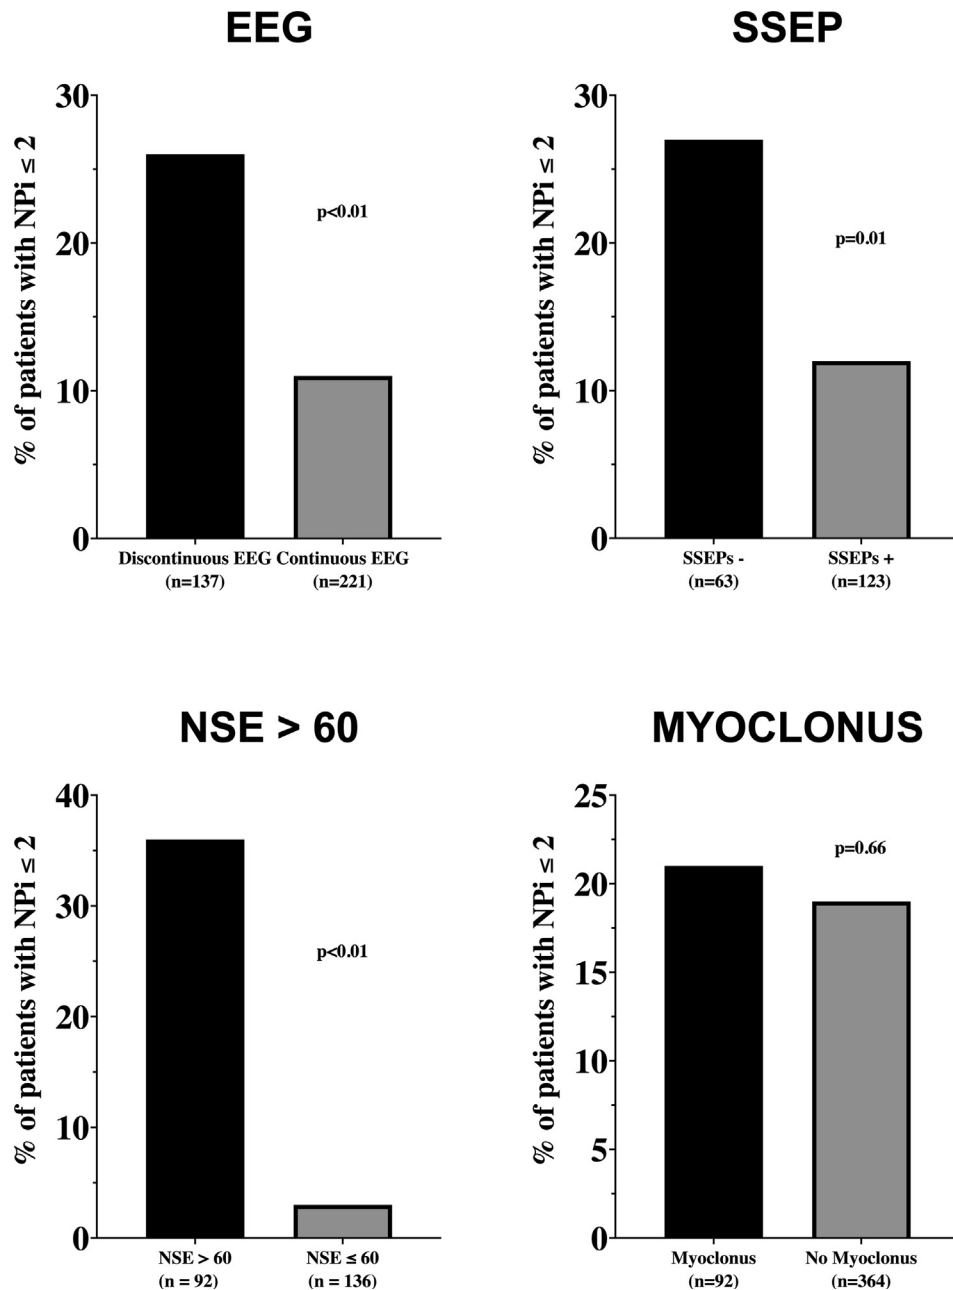 EEG
% of patients with NPi ≤ 2
30
20
10
0
p<0.01
Discontinuous EEG
(n=137)
Continuous EEG
(n=221)
SSEP
% of patients with NPi ≤ 2
30
20
10
0
p=0.01
SSEPs -
(n=63)
SSEPs +
(n=123)
NSE > 60
% of patients with NPi ≤ 2
40
30
20
10
0
p<0.01
NSE > 60
(n = 92)
NSE ≤ 60
(n = 136)
MYOCLONUS
% of patients with NPi ≤ 2
25
20
15
10
5
0
p=0.66
Myoclonus
(n=92)
No Myoclonus
(n=364)